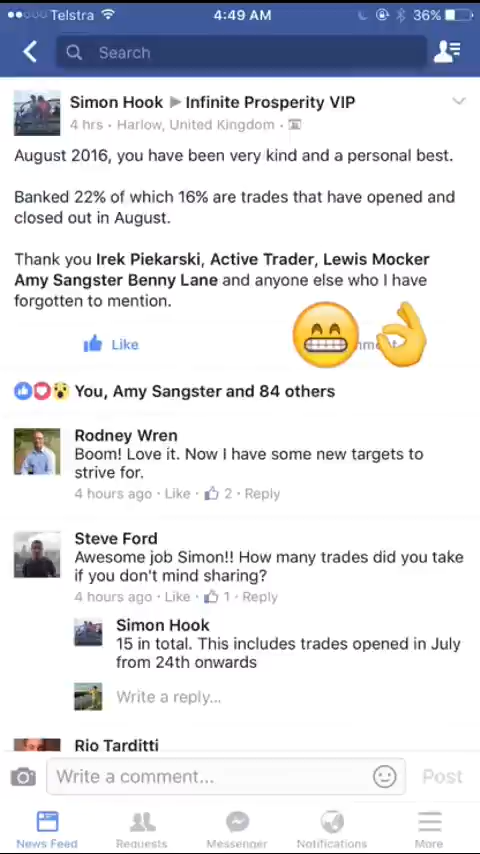 Telstra 4:49 AM 36%
Search
Simon Hook ▶ Infinite Prosperity VIP
4 hrs · Harlow, United Kingdom ·
August 2016, you have been very kind and a personal best.
Banked 22% of which 16% are trades that have opened and
closed out in August.
Thank you Irek Piekarski, Active Trader, Lewis Mocker
Amy Sangster Benny Lane and anyone else who I have
forgotten to mention.
Like
You, Amy Sangster and 84 others
Rodney Wren
Boom! Love it. Now I have some new targets to
strive for.
4 hours ago · Like · 2 · Reply
Steve Ford
Awesome job Simon!! How many trades did you take
if you don't mind sharing?
4 hours ago · Like · 1 · Reply
Simon Hook
15 in total. This includes trades opened in July
from 24th onwards
Write a reply...
Rio Tarditti
Write a comment... Post
News Feed Requests Messenger Notifications More